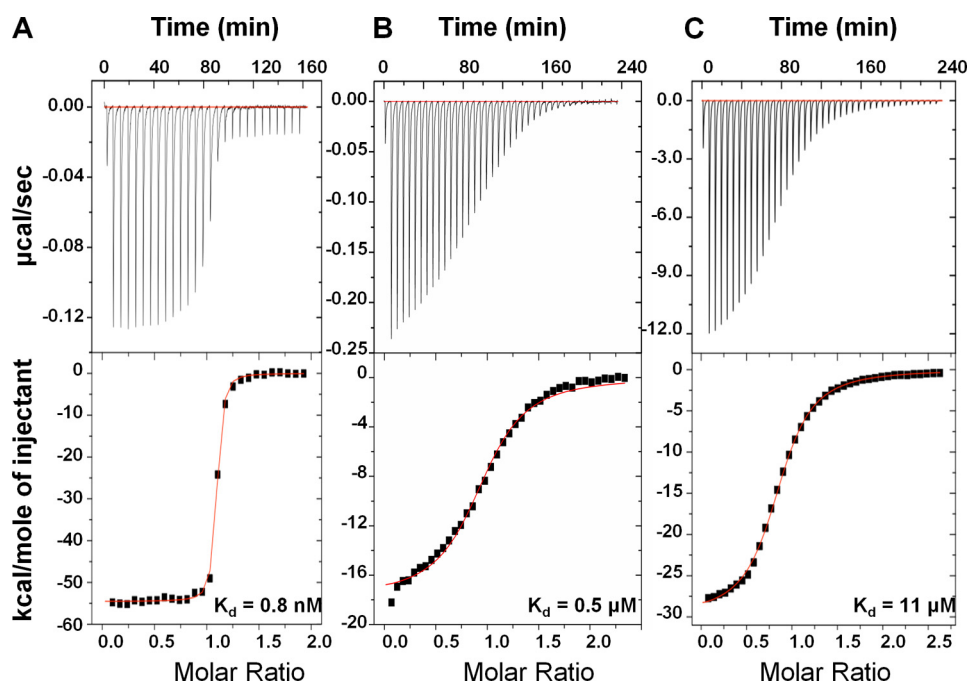 A
Time (min)
0 40 80 120 160
0.00
-0.04
-0.08
-0.12
µcal/sec
0
-10
-20
-30
-40
-50
-60
kcal/mole of injectant
Kd = 0.8 nM
0.0 0.5 1.0 1.5 2.0
Molar Ratio
B
Time (min)
0 80 160 240
0.00
-0.05
-0.10
-0.15
-0.20
-0.25
0
-4
-8
-12
-16
-20
Kd = 0.5 µM
0.0 0.5 1.0 1.5 2.0
Molar Ratio
C
Time (min)
0 80 160 240
0.00
-3.0
-6.0
-9.0
-12.0
0
-5
-10
-15
-20
-25
-30
Kd = 11 µM
0.0 0.5 1.0 1.5 2.0 2.5
Molar Ratio